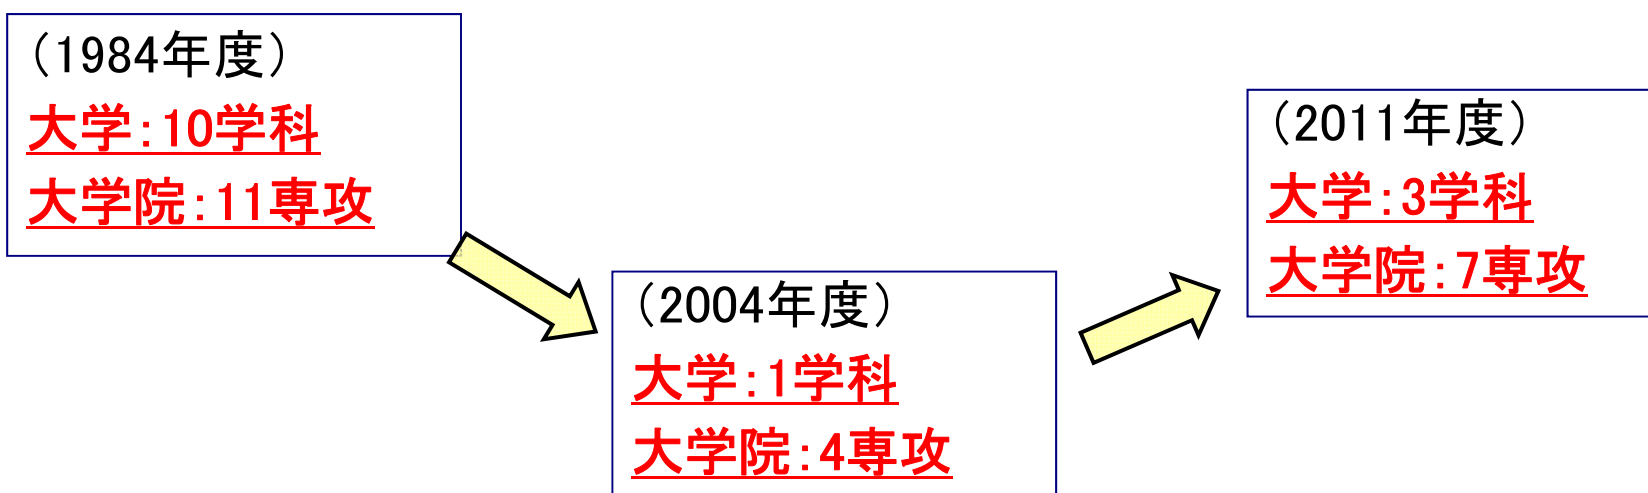 （1984年度）
大学：10学科
大学院：11専攻
（2004年度）
大学：1学科
大学院：4専攻
（2011年度）
大学：3学科
大学院：7専攻